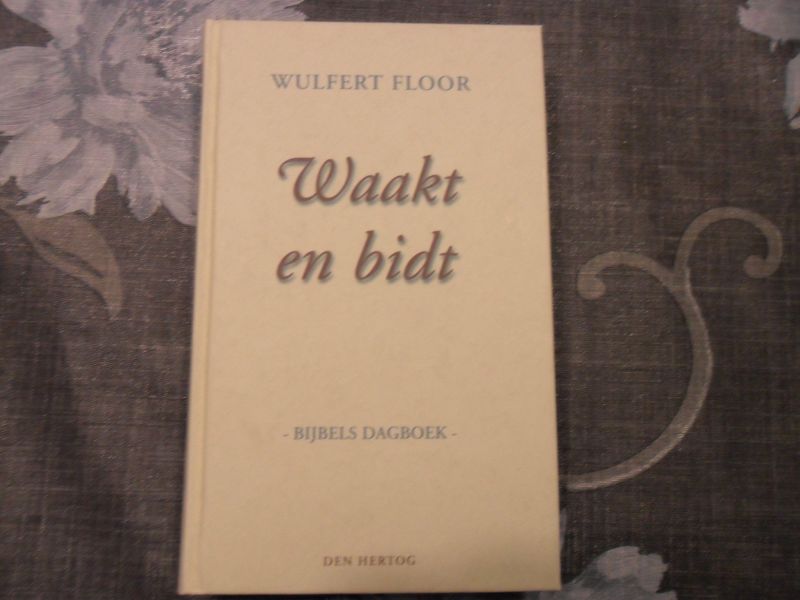 WULFERT FLOOR
Waakt
en bidt
- BIJBELS DAGBOEK -
DEN HERTOG